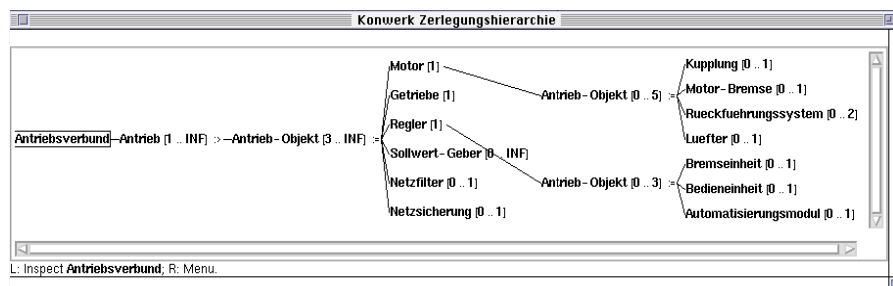 Konwerk Zerlegungshierarchie
Antriebsverbund
Antrieb [1 .. INF] :>
Antrieb-Objekt [3 .. INF] :=
Motor [1]
Getriebe [1]
Regler [1]
Sollwert-Geber [0 .. INF]
Netzfilter [0 .. 1]
Netzsicherung [0 .. 1]
Antrieb-Objekt [0 .. 5] :=
Kupplung [0 .. 1]
Motor-Bremse [0 .. 1]
Rueckfuehrungssystem [0 .. 2]
Luefter [0 .. 1]
Antrieb-Objekt [0 .. 3] :=
Bremseinheit [0 .. 1]
Bedieneinheit [0 .. 1]
Automatisierungsmodul [0 .. 1]
L: Inspect Antriebsverbund; R: Menu.